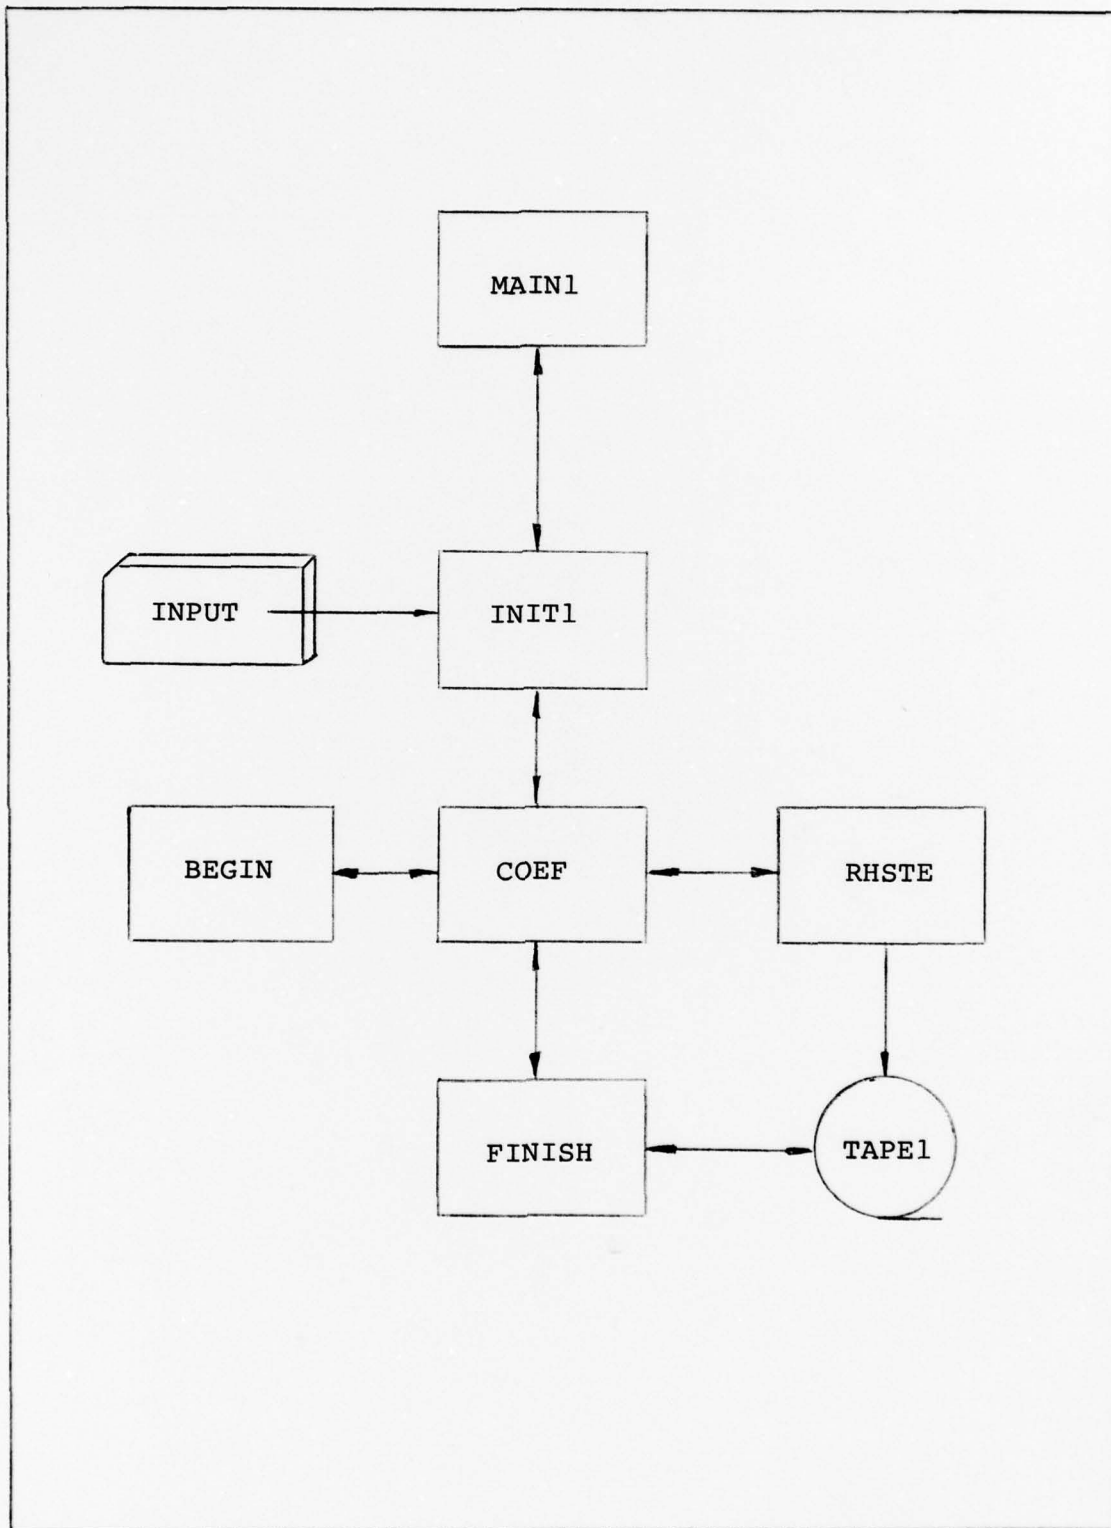 MAIN1
INPUT
INIT1
BEGIN
COEF
RHSTE
FINISH
TAPE1